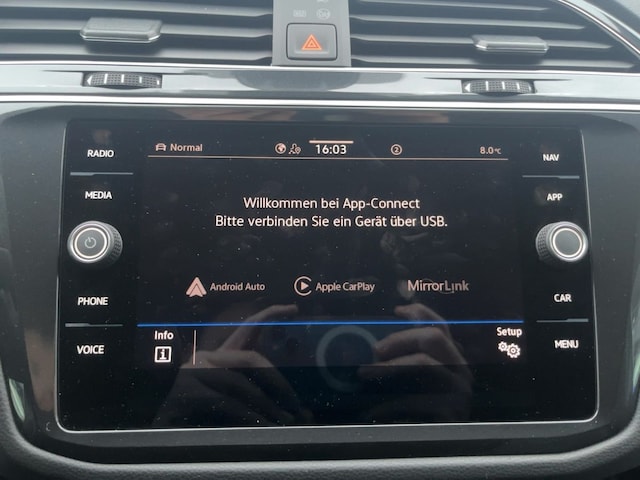 RADIO
MEDIA
PHONE
VOICE
Normal
16:03
2
8.0°C
Willkommen bei App-Connect
Bitte verbinden Sie ein Gerät über USB.
Android Auto
Apple CarPlay
MirrorLink
Info
i
Setup
NAV
APP
CAR
MENU